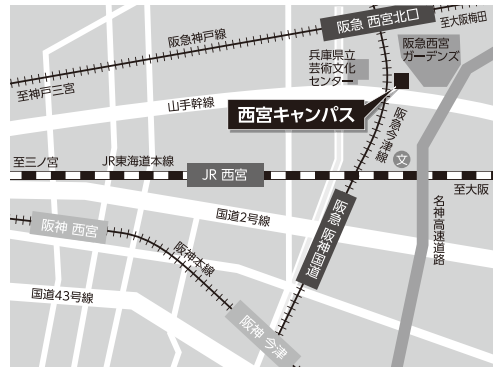 阪急 西宮北口
至大阪梅田
阪急神戸線
兵庫県立
芸術文化
センター
阪急西宮
ガーデンズ
至神戸三宮
山手幹線
西宮キャンパス
阪急今津線
至三ノ宮
JR東海道本線
JR 西宮
文
至大阪
国道2号線
阪急 阪神国道
名神高速道路
阪神 西宮
阪神本線
国道43号線
阪神 今津